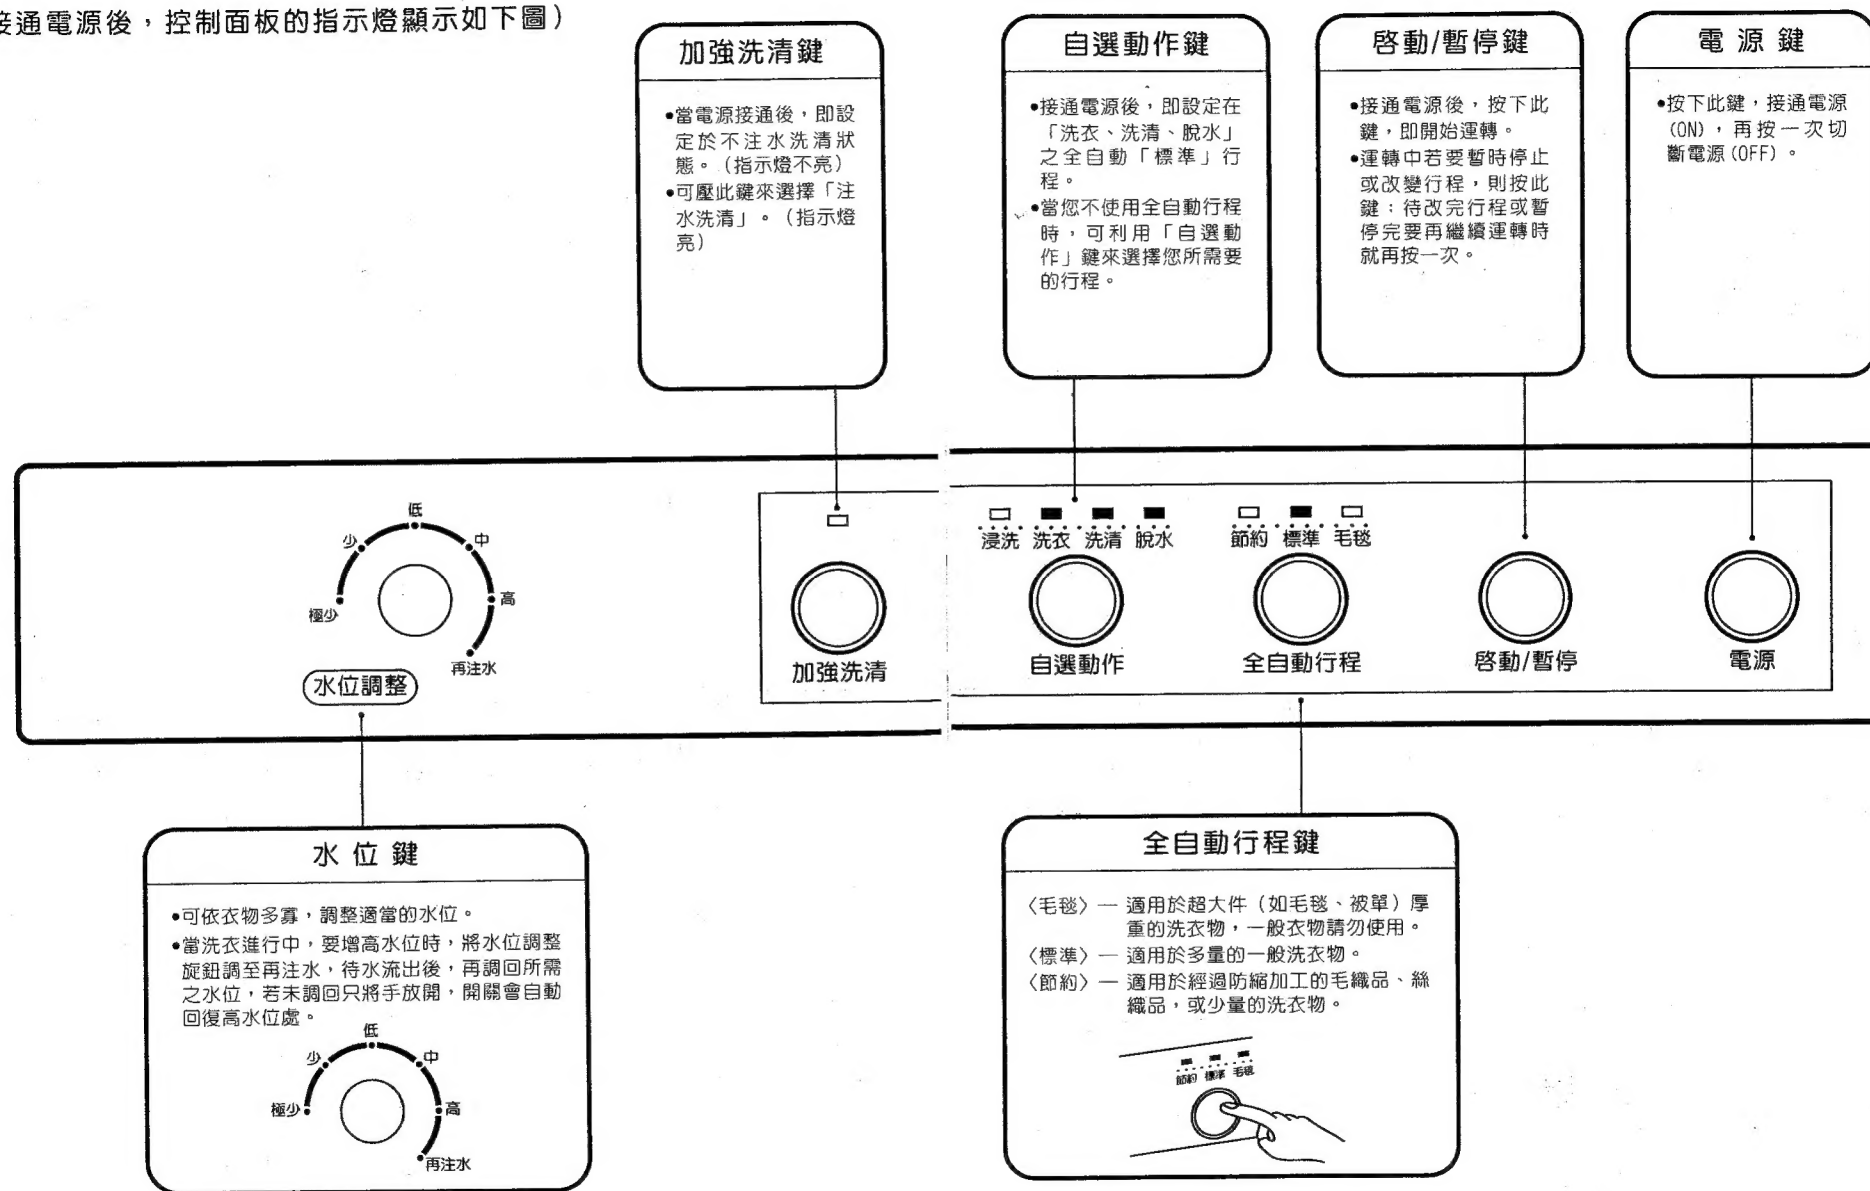 接通電源後，控制面板的指示燈顯示如下圖）
加強洗清鍵
•當電源接通後，即設
定於不注水洗清狀
態。（指示燈不亮）
•可壓此鍵來選擇「注
水洗清」。（指示燈
亮）
自選動作鍵
•接通電源後，即設定在
「洗衣、洗清、脫水」
之全自動「標準」行
程。
•當您不使用全自動行程
時，可利用「自選動
作」鍵來選擇您所需要
的行程。
啓動/暫停鍵
•接通電源後，按下此
鍵，即開始運轉。
•運轉中若要暫時停止
或改變行程，則按此
鍵；待改完行程或暫
停完要再繼續運轉時
就再按一次。
電源鍵
•按下此鍵，接通電源
(ON)，再按一次切
斷電源(OFF)。
極少
少
低
中
高
再注水
水位調整
加強洗清
浸洗 洗衣 洗清 脫水
自選動作
節約 標準 毛毯
全自動行程
啓動/暫停
電源
水位鍵
•可依衣物多寡，調整適當的水位。
•當洗衣進行中，要增高水位時，將水位調整
旋鈕調至再注水，待水流出後，再調回所需
之水位，若未調回只將手放開，開關會自動
回復高水位處。
極少
少
低
中
高
再注水
全自動行程鍵
〈毛毯〉— 適用於超大件（如毛毯、被單）厚
重的洗衣物，一般衣物請勿使用。
〈標準〉— 適用於多量的一般洗衣物。
〈節約〉— 適用於經過防縮加工的毛織品、絲
織品，或少量的洗衣物。
節約 標準 毛毯